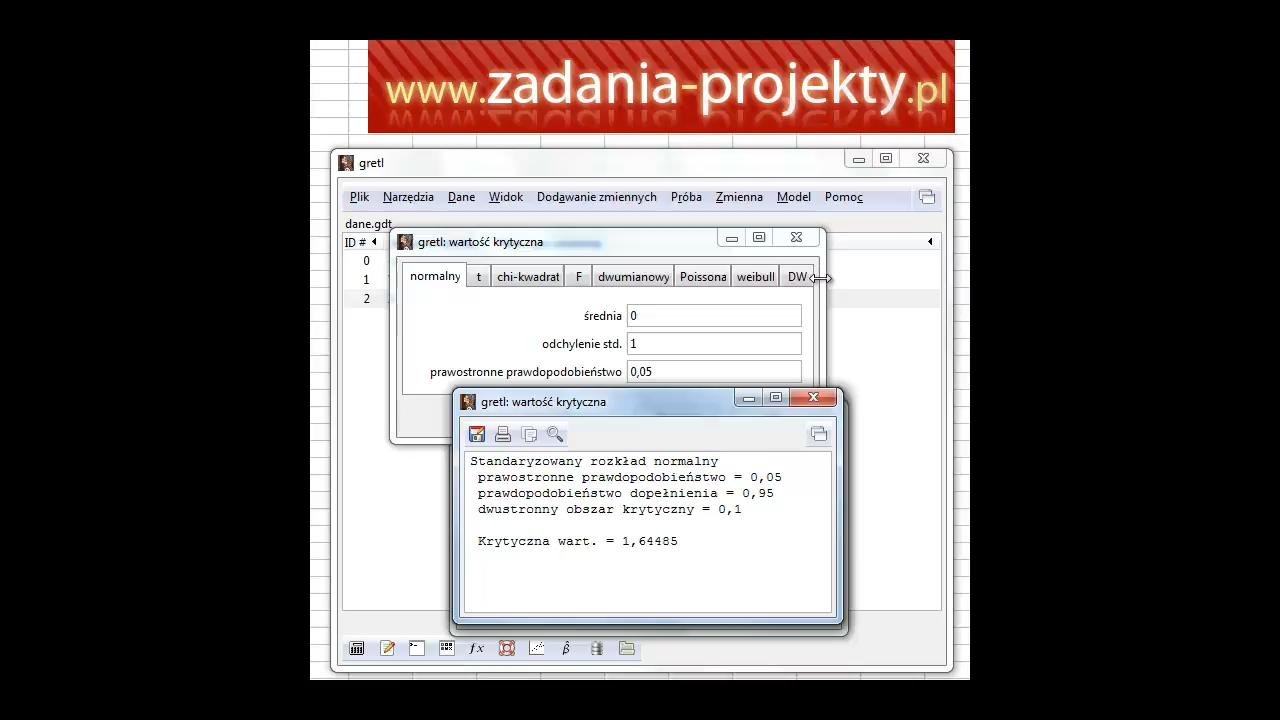 www.zadania-projekty.pl
gretl
Plik Narzędzia Dane Widok Dodawanie zmiennych Próba Zmienna Model Pomoc
dane.gdt
ID #
0
1
2
gretl: wartość krytyczna
normalny t chi-kwadrat F dwumianowy Poissona weibull DW
średnia 0
odchylenie std. 1
prawostronne prawdopodobieństwo 0,05
gretl: wartość krytyczna
Standaryzowany rozkład normalny
prawostronne prawdopodobieństwo = 0,05
prawdopodobieństwo dopełnienia = 0,95
dwustronny obszar krytyczny = 0,1
Krytyczna wart. = 1,64485
fx β̂